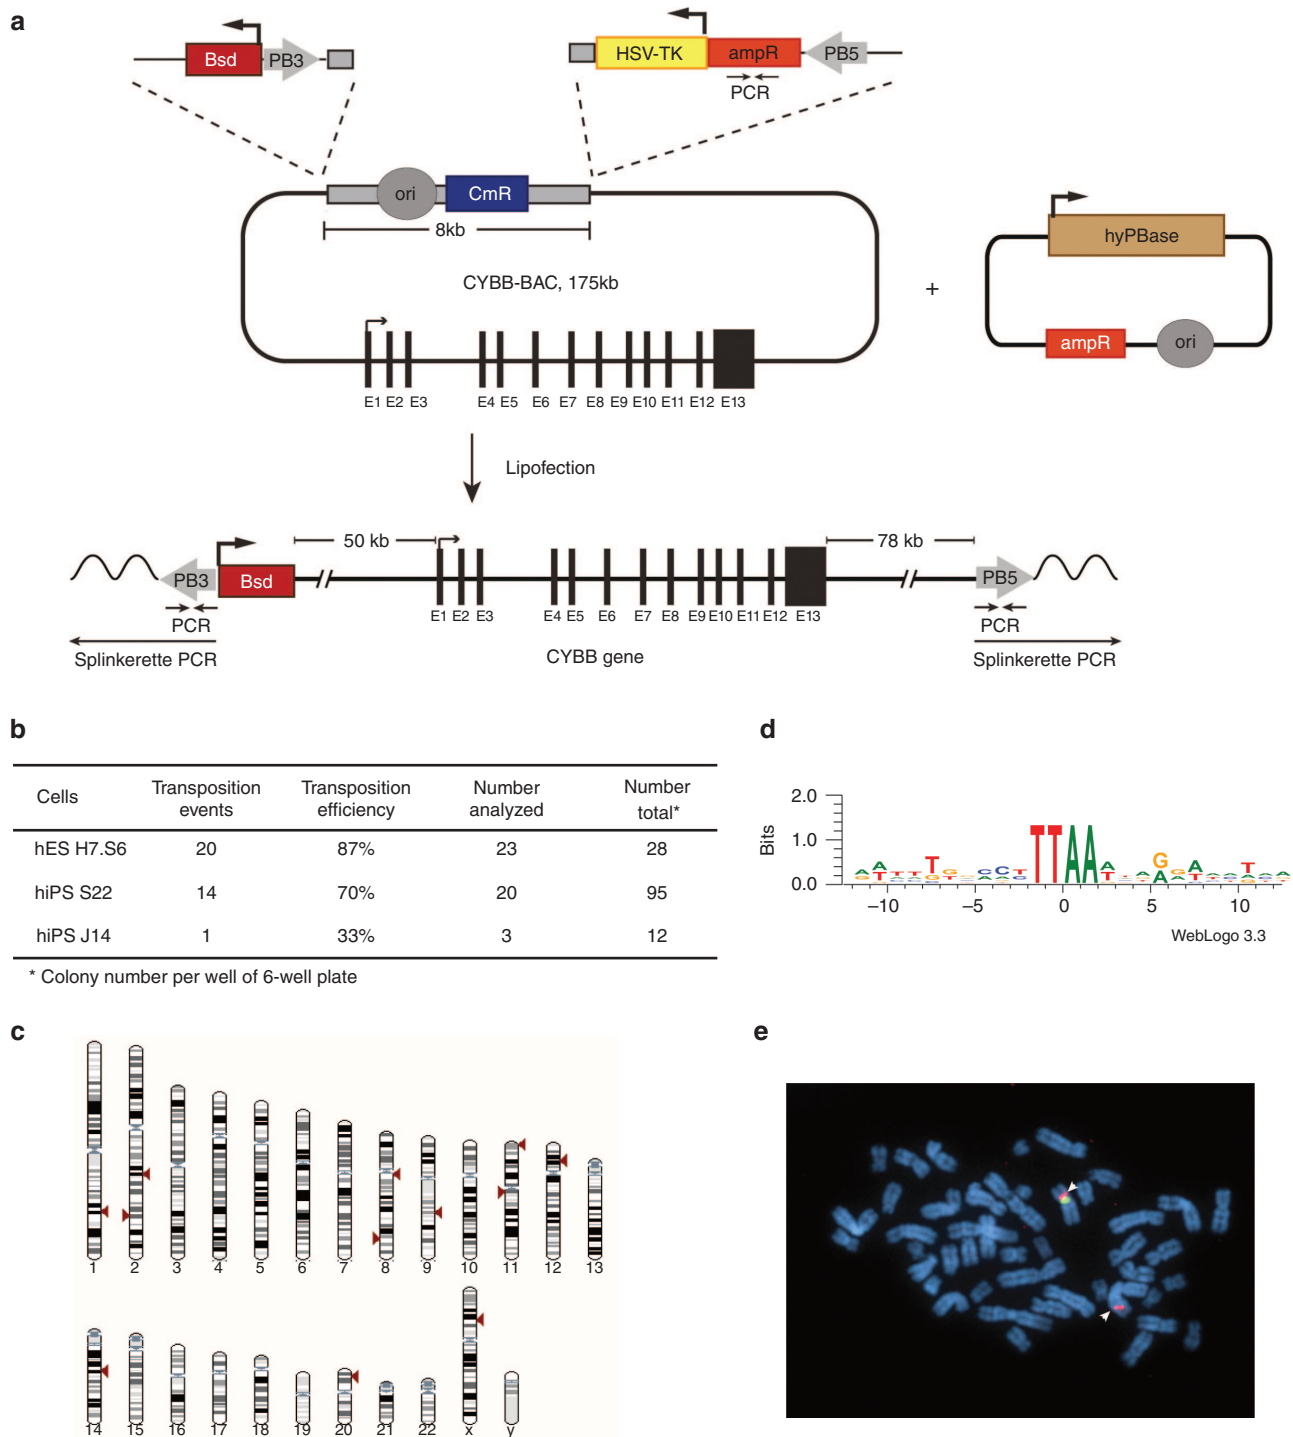 a
Bsd PB3
HSV-TK ampR PB5
PCR
ori CmR
8kb
CYBB-BAC, 175kb
+
hyPBase
ampR ori
E1 E2 E3 E4 E5 E6 E7 E8 E9 E10 E11 E12 E13
Lipofection
50 kb 78 kb
PB3 Bsd PB5
E1 E2 E3 E4 E5 E6 E7 E8 E9 E10 E11 E12 E13
PCR PCR
Splinkerette PCR CYBB gene Splinkerette PCR
b
Cells Transposition events Transposition efficiency Number analyzed Number total*
hES H7.S6 20 87% 23 28
hiPS S22 14 70% 20 95
hiPS J14 1 33% 3 12
* Colony number per well of 6-well plate
d
2.0
1.0
0.0
Bits
TTAA
G
A
–10 –5 0 5 10
WebLogo 3.3
c
1 2 3 4 5 6 7 8 9 10 11 12 13
14 15 16 17 18 19 20 21 22 x y
e